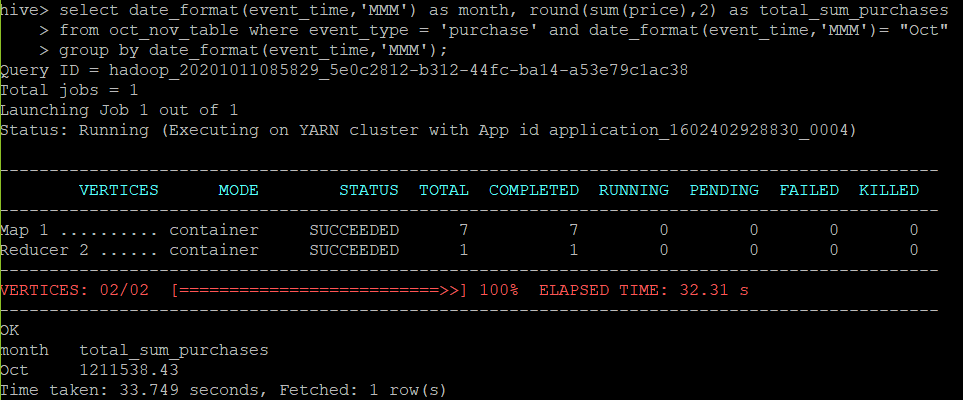 hive> select date_format(event_time,'MMM') as month, round(sum(price),2) as total_sum_purchases
    > from oct_nov_table where event_type = 'purchase' and date_format(event_time,'MMM')= "Oct"
    > group by date_format(event_time,'MMM');
Query ID = hadoop_20201011085829_5e0c2812-b312-44fc-ba14-a53e79c1ac38
Total jobs = 1
Launching Job 1 out of 1
Status: Running (Executing on YARN cluster with App id application_1602402928830_0004)
----------------------------------------------------------------------------------------------
        VERTICES      MODE        STATUS  TOTAL  COMPLETED  RUNNING  PENDING  FAILED  KILLED
----------------------------------------------------------------------------------------------
Map 1 .......... container     SUCCEEDED      7          7        0        0       0       0
Reducer 2 ...... container     SUCCEEDED      1          1        0        0       0       0
----------------------------------------------------------------------------------------------
VERTICES: 02/02  [==========================>>] 100%  ELAPSED TIME: 32.31 s
----------------------------------------------------------------------------------------------
OK
month   total_sum_purchases
Oct     1211538.43
Time taken: 33.749 seconds, Fetched: 1 row(s)